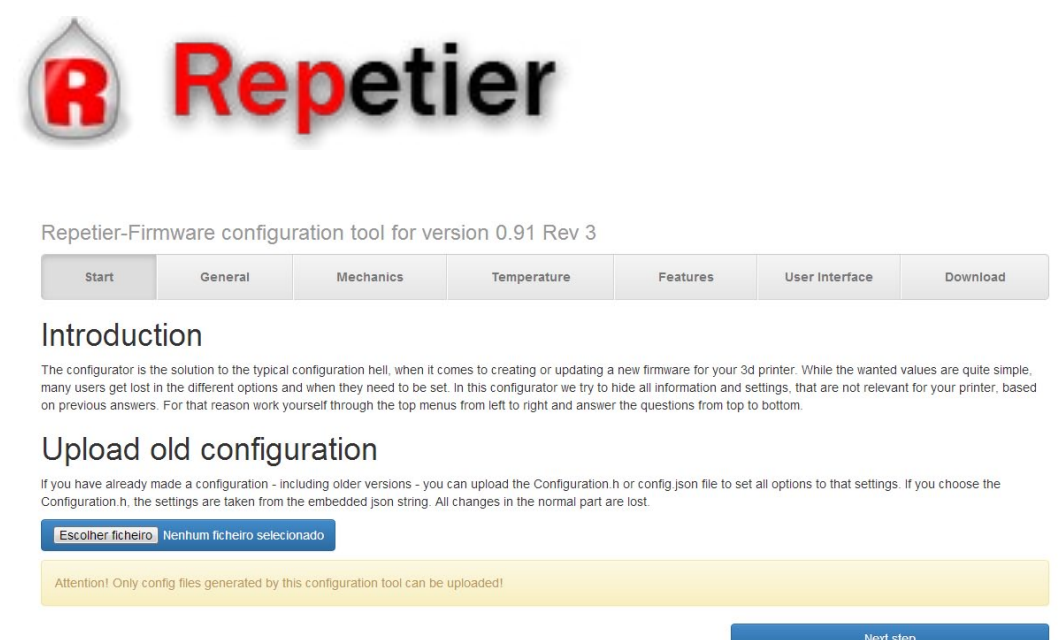 R Repetier
Repetier-Firmware configuration tool for version 0.91 Rev 3
Start General Mechanics Temperature Features User Interface Download
Introduction
The configurator is the solution to the typical configuration hell, when it comes to creating or updating a new firmware for your 3d printer. While the wanted values are quite simple,
many users get lost in the different options and when they need to be set. In this configurator we try to hide all information and settings, that are not relevant for your printer, based
on previous answers. For that reason work yourself through the top menus from left to right and answer the questions from top to bottom.
Upload old configuration
If you have already made a configuration - including older versions - you can upload the Configuration.h or config.json file to set all options to that settings. If you choose the
Configuration.h, the settings are taken from the embedded json string. All changes in the normal part are lost.
Escolher ficheiro Nenhum ficheiro selecionado
Attention! Only config files generated by this configuration tool can be uploaded!
Next step